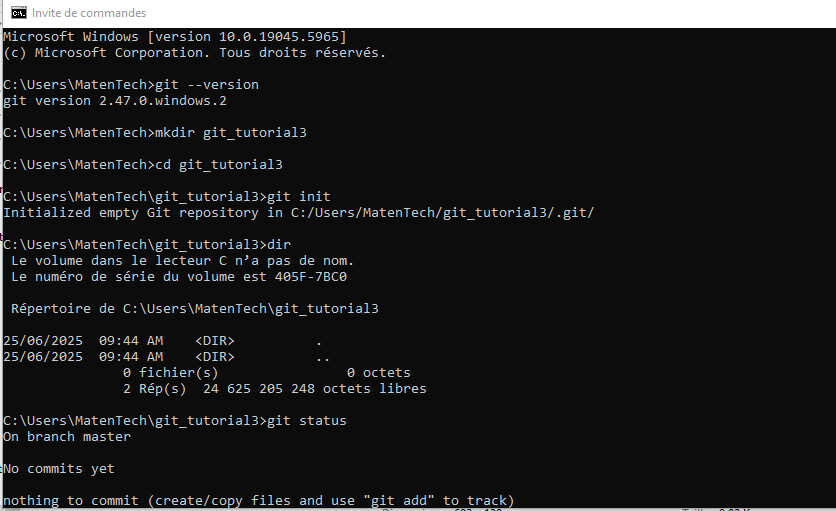 Invite de commandes
Microsoft Windows [version 10.0.19045.5965]
(c) Microsoft Corporation. Tous droits réservés.
C:\Users\MatenTech>git --version
git version 2.47.0.windows.2
C:\Users\MatenTech>mkdir git_tutorial3
C:\Users\MatenTech>cd git_tutorial3
C:\Users\MatenTech\git_tutorial3>git init
Initialized empty Git repository in C:/Users/MatenTech/git_tutorial3/.git/
C:\Users\MatenTech\git_tutorial3>dir
Le volume dans le lecteur C n’a pas de nom.
Le numéro de série du volume est 405F-7BC0
Répertoire de C:\Users\MatenTech\git_tutorial3
25/06/2025  09:44 AM    <DIR>          .
25/06/2025  09:44 AM    <DIR>          ..
0 fichier(s)                0 octets
2 Rép(s)  24 625 205 248 octets libres
C:\Users\MatenTech\git_tutorial3>git status
On branch master
No commits yet
nothing to commit (create/copy files and use "git add" to track)